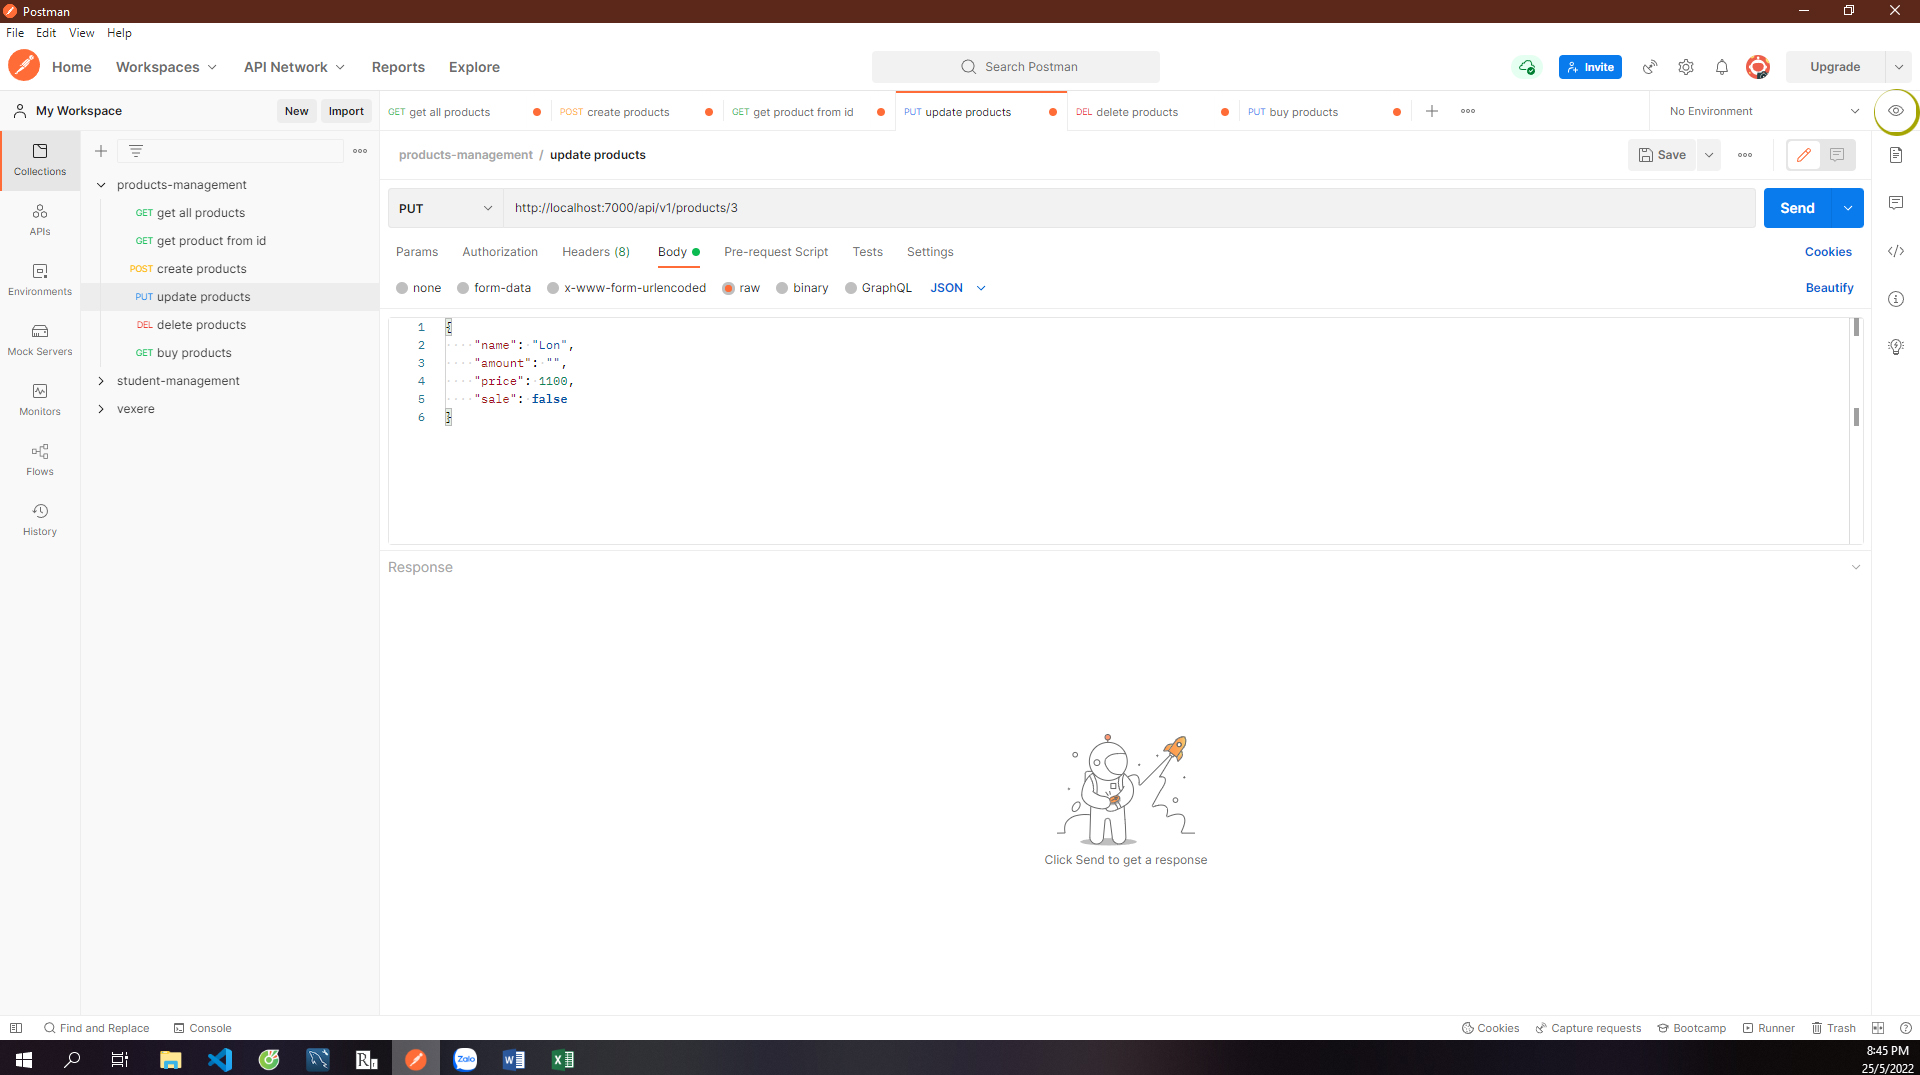 Postman
File Edit View Help
Home Workspaces API Network Reports Explore Search Postman Invite Upgrade
My Workspace New Import
GET get all products POST create products GET get product from id PUT update products DEL delete products PUT buy products No Environment
Collections
APIs
Environments
Mock Servers
Monitors
Flows
History
products-management
GET get all products
GET get product from id
POST create products
PUT update products
DEL delete products
GET buy products
student-management
vexere
products-management / update products Save
PUT http://localhost:7000/api/v1/products/3 Send
Params Authorization Headers (8) Body Pre-request Script Tests Settings Cookies
none form-data x-www-form-urlencoded raw binary GraphQL JSON Beautify
1 {
2 "name": "Lon",
3 "amount": "",
4 "price": 1100,
5 "sale": false
6 }
Response
Click Send to get a response
Find and Replace Console Cookies Capture requests Bootcamp Runner Trash
Zalo
8:45 PM
25/5/2022